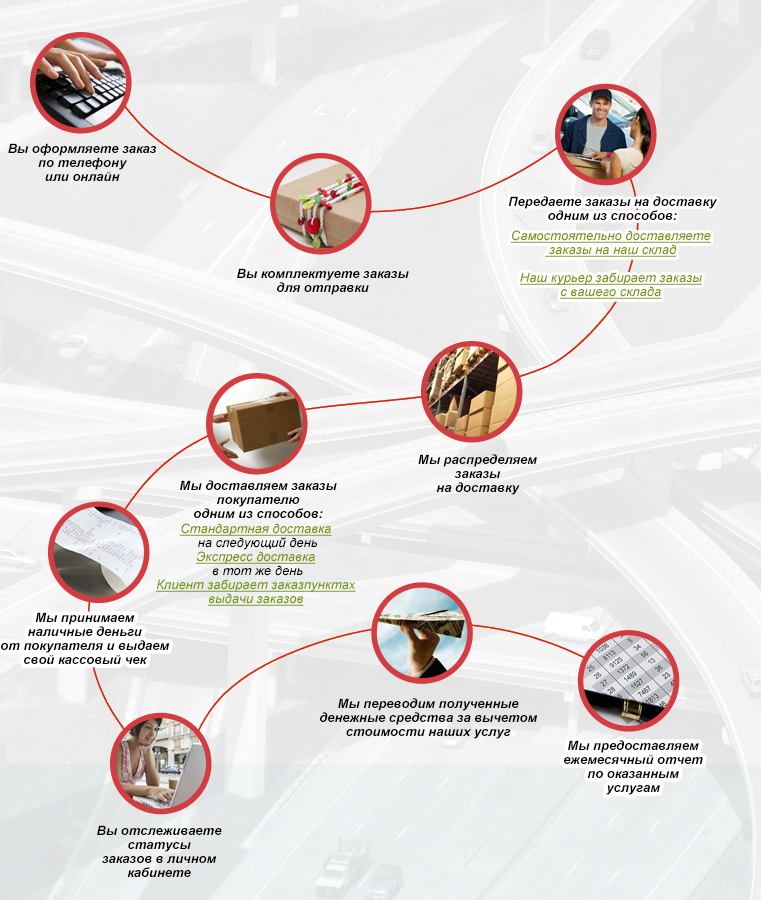 Вы оформляете заказ
по телефону
или онлайн
Вы комплектуете заказы
для отправки
Передаете заказы на доставку
одним из способов:
Самостоятельно доставляете
заказы на наш склад
Наш курьер забирает заказы
с вашего склада
Мы распределяем
заказы
на доставку
Мы доставляем заказы
покупателю
одним из способов:
Стандартная доставка
на следующий день
Экспресс доставка
в тот же день
Клиент забирает заказпунктах
выдачи заказов
Мы принимаем
наличные деньги
от покупателя и выдаем
свой кассовый чек
Вы отслеживаете
статусы
заказов в личном
кабинете
Мы переводим полученные
денежные средства за вычетом
стоимости наших услуг
Мы предоставляем
ежемесячный отчет
по оказанным
услугам